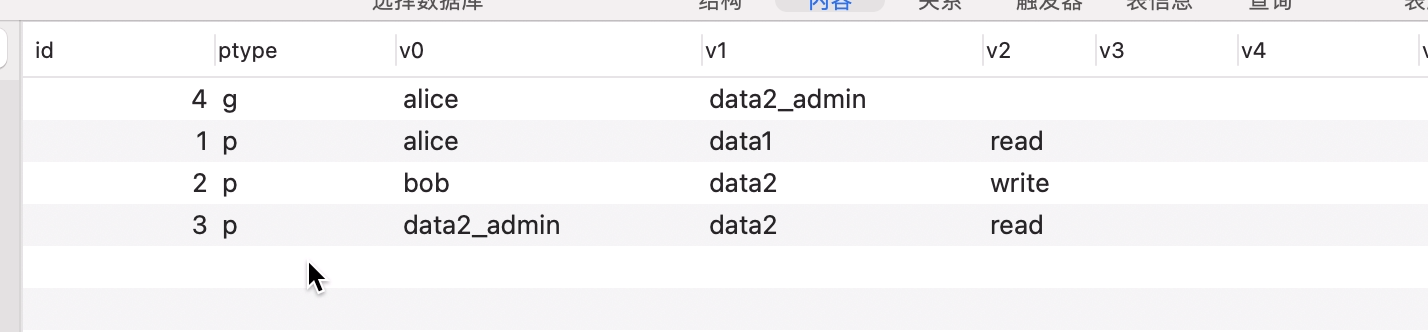 选择数据库 结构 内容 关系 触发器 表信息 查询
id ptype v0 v1 v2 v3 v4
4 g alice data2_admin
1 p alice data1 read
2 p bob data2 write
3 p data2_admin data2 read